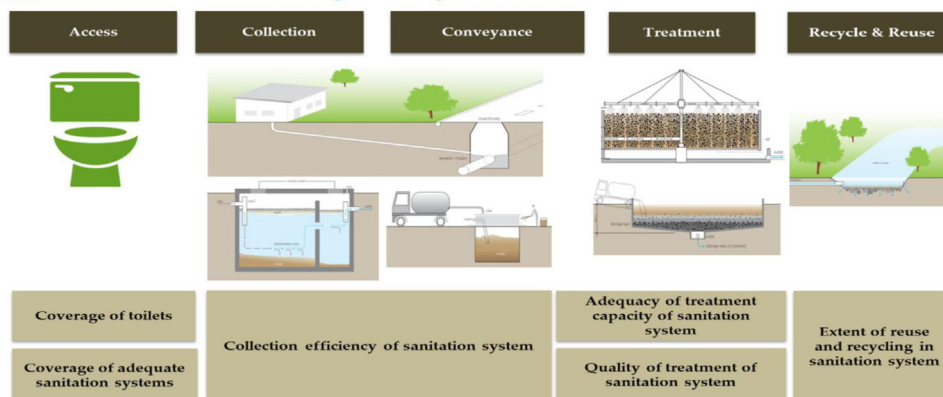 Access
Collection
Conveyance
Treatment
Recycle & Reuse
Coverage of toilets
Coverage of adequate
sanitation systems
Collection efficiency of sanitation system
Adequacy of treatment
capacity of sanitation
system
Quality of treatment of
sanitation system
Extent of reuse
and recycling in
sanitation system